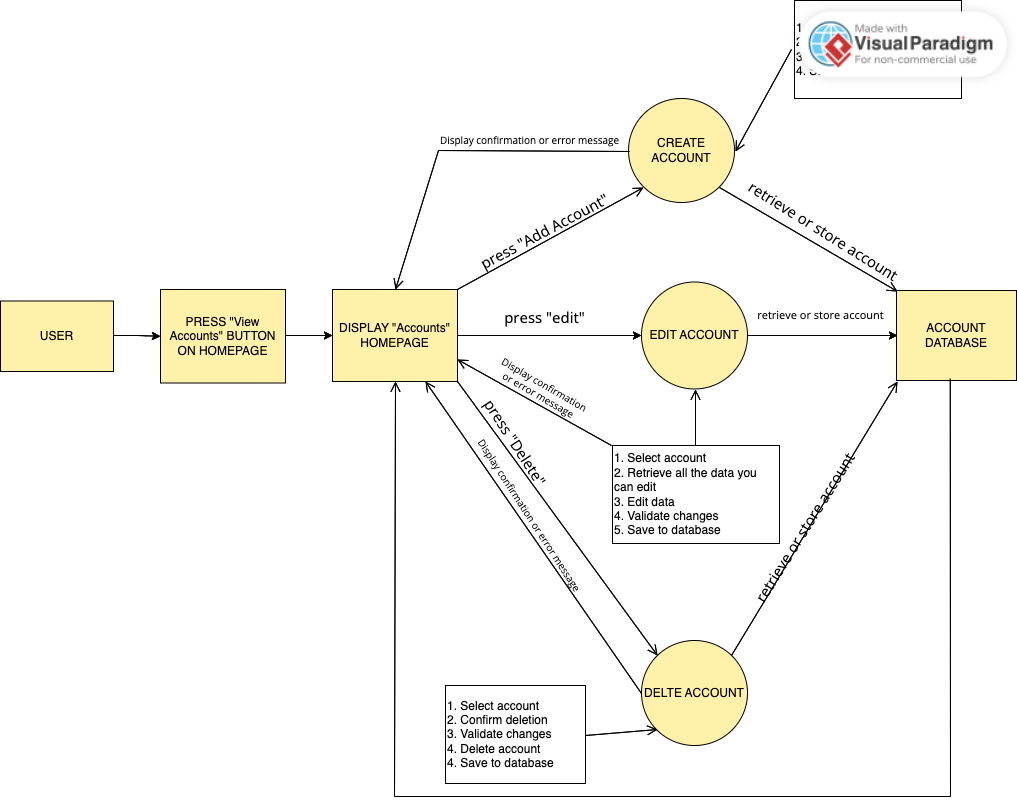 Made with
Visual Paradigm
For non-commercial use
1
3
4.
CREATE
ACCOUNT
Display confirmation or error message
press "Add Account"
retrieve or store account
USER
PRESS "View
Accounts" BUTTON
ON HOMEPAGE
DISPLAY "Accounts"
HOMEPAGE
press "edit"
EDIT ACCOUNT
retrieve or store account
ACCOUNT
DATABASE
Display confirmation
or error message
press "Delete"
Display confirmation or error message
1. Select account
2. Retrieve all the data you
can edit
3. Edit data
4. Validate changes
5. Save to database
retrieve or store account
DELTE ACCOUNT
1. Select account
2. Confirm deletion
3. Validate changes
4. Delete account
4. Save to database